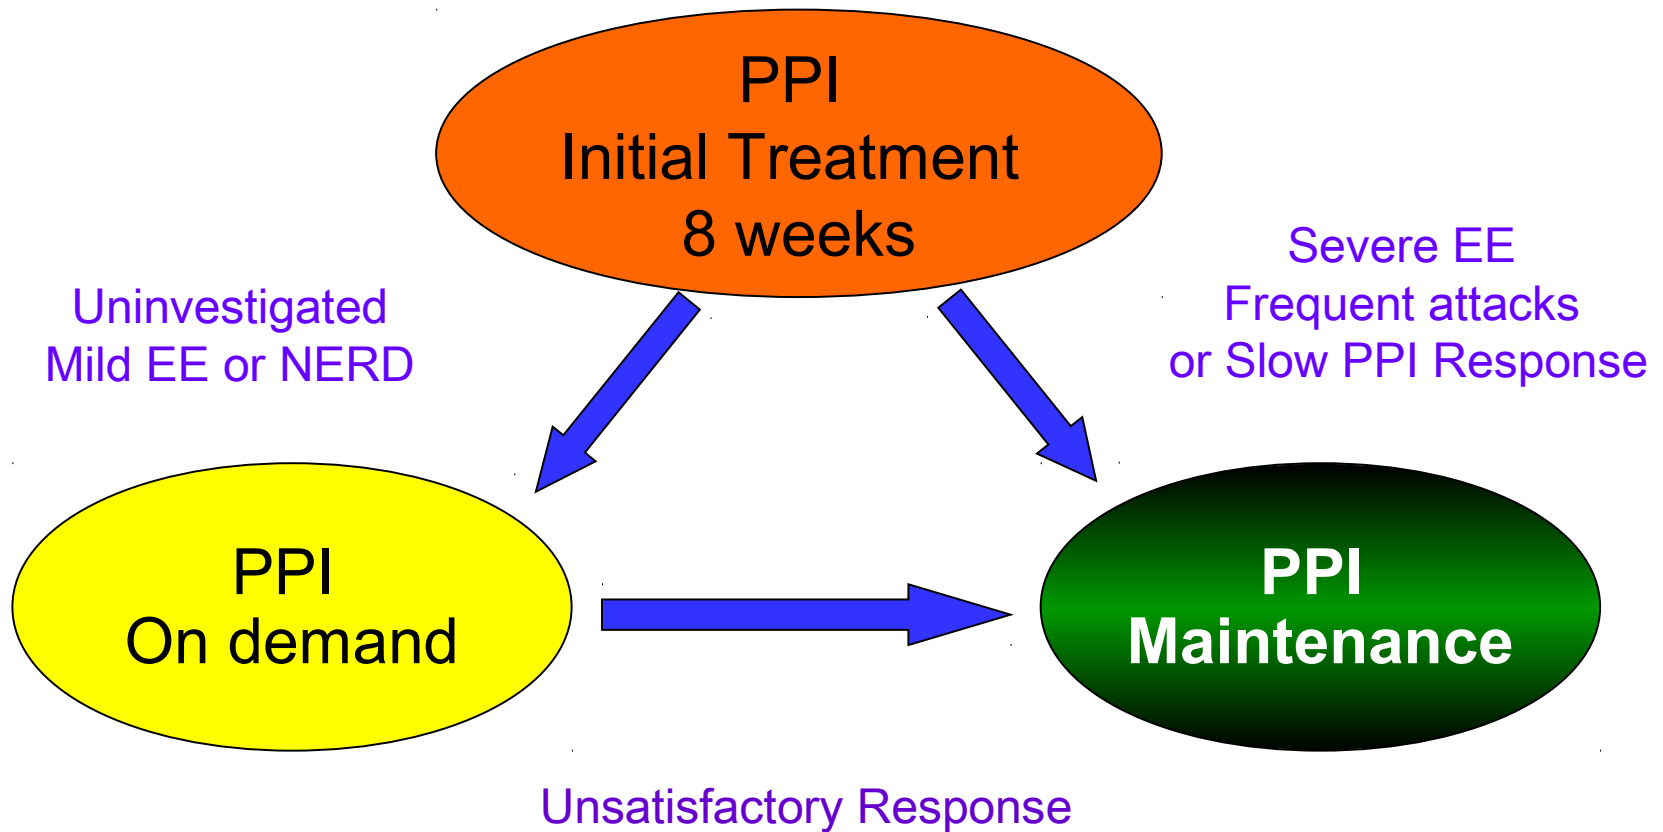 PPI
Initial Treatment
8 weeks
Uninvestigated
Mild EE or NERD
Severe EE
Frequent attacks
or Slow PPI Response
PPI
On demand
PPI
Maintenance
Unsatisfactory Response